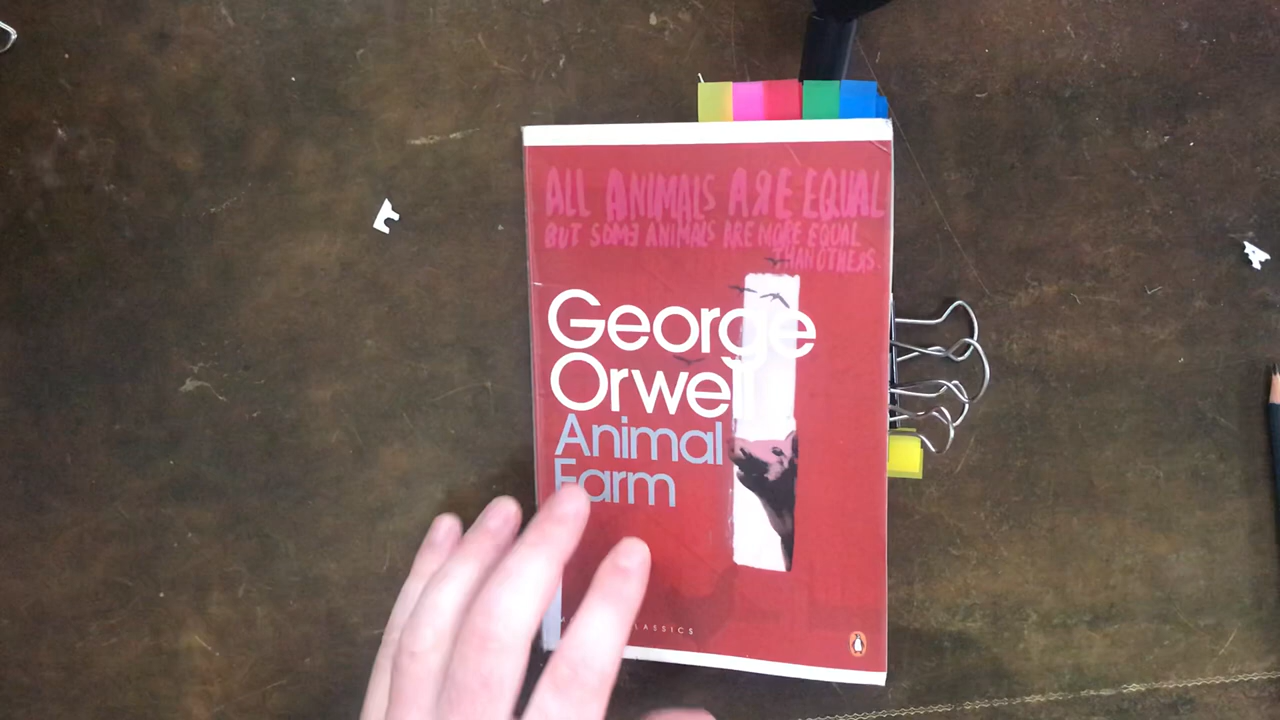 ALL ANIMALS ARE EQUAL
BUT SOME ANIMALS ARE MORE EQUAL
THAN OTHERS.
George
Orwell
Animal
Farm
CLASSICS